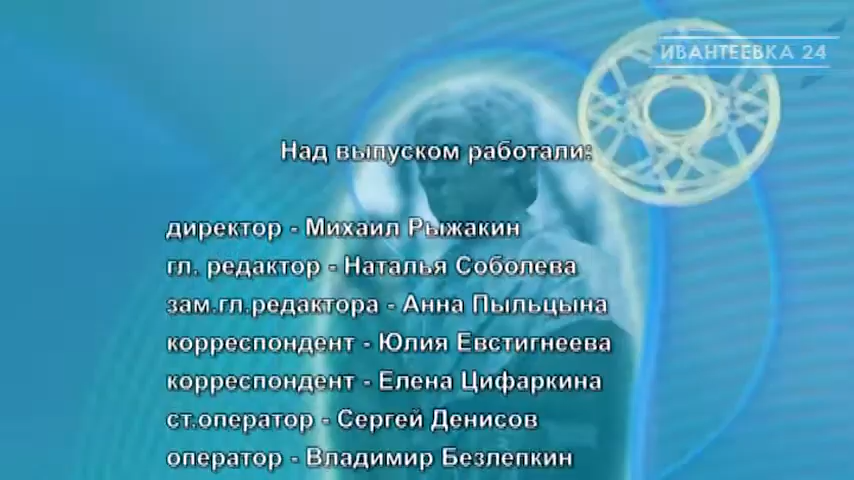 ИВАНТЕЕВКА 24
Над выпуском работали:
директор - Михаил Рыжакин
гл. редактор - Наталья Соболева
зам.гл.редактора - Анна Пыльцына
корреспондент - Юлия Евстигнеева
корреспондент - Елена Цифаркина
ст.оператор - Сергей Денисов
оператор - Владимир Безлепкин